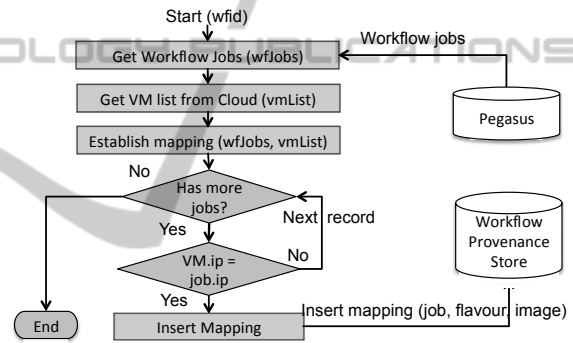 Start (wfid)
Workflow jobs
OLOGY PUBLICATIONS
Get Workflow Jobs (wfJobs)
Get VM list from Cloud (vmList)
Pegasus
Establish mapping (wfJobs, vmList)
No
Has more
jobs?
Next record
Yes
Workflow
Provenance
Store
VM.ip =
job.ip
No
Yes
Insert mapping (job, flavour, image)
End
Insert Mapping